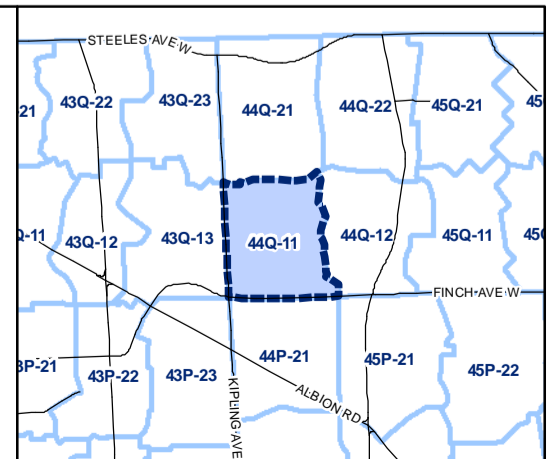 STEELES AVE W
21
43Q-22
43Q-23
44Q-21
44Q-22
45Q-21
45
Q-11
43Q-12
43Q-13
44Q-11
44Q-12
45Q-11
45Q
FINCH AVE W
3P-21
43P-22
43P-23
44P-21
45P-21
45P-22
KIPLING AVE
ALBION RD